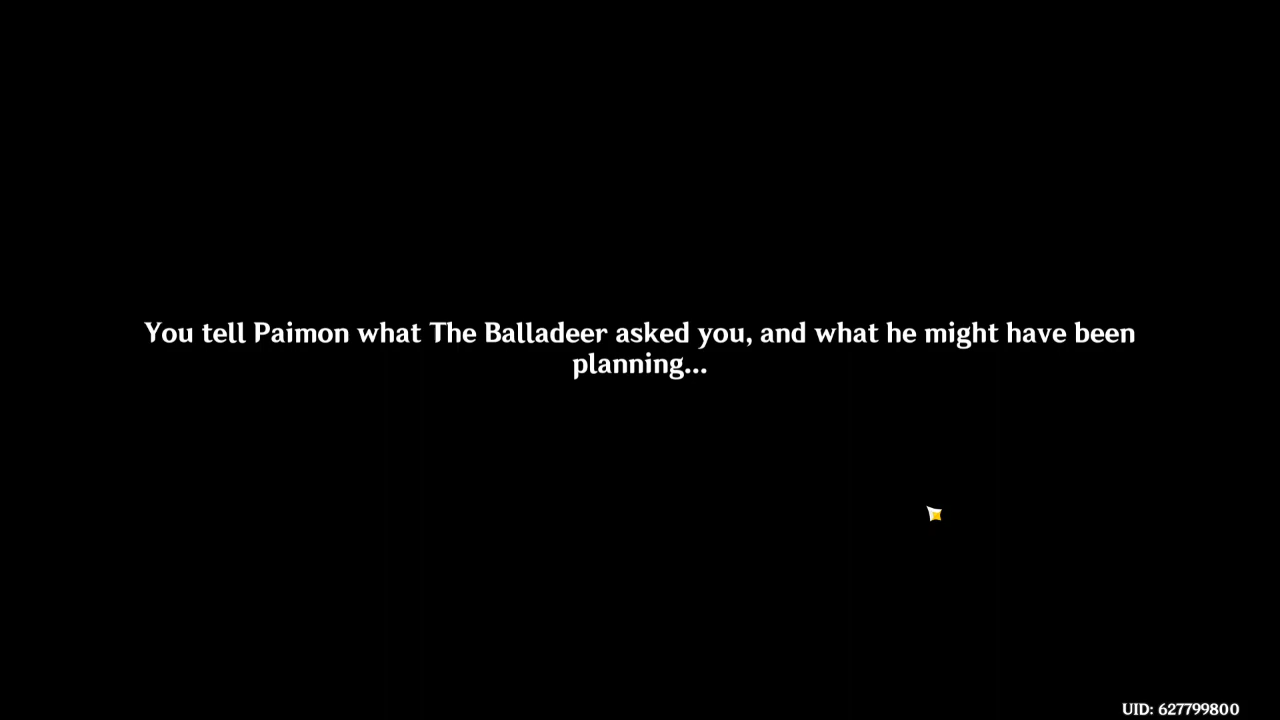 You tell Paimon what The Balladeer asked you, and what he might have been
planning...
UID: 627799800